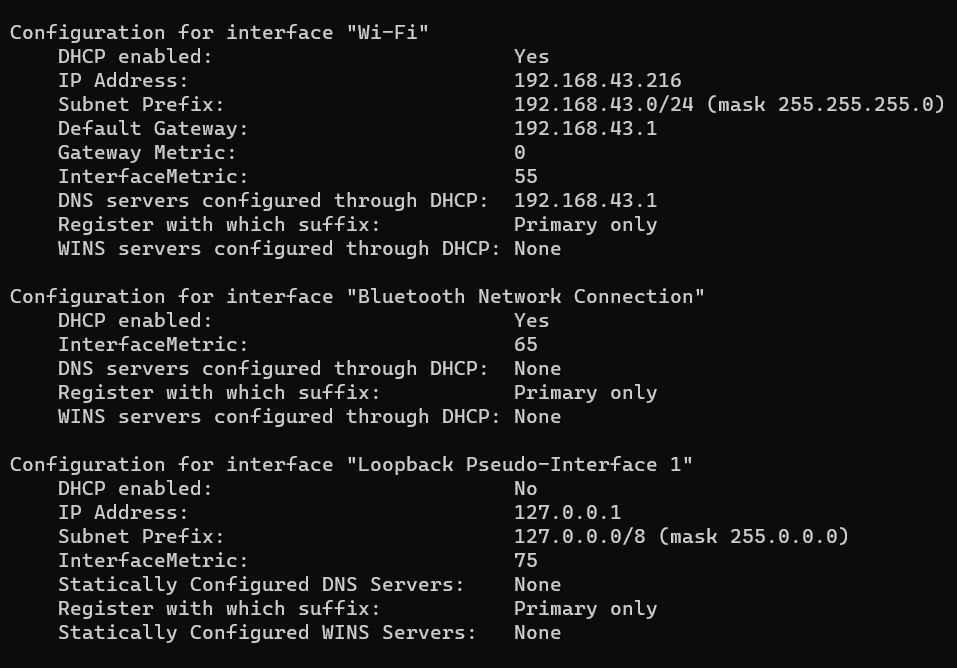 Configuration for interface "Wi-Fi"
    DHCP enabled:                         Yes
    IP Address:                           192.168.43.216
    Subnet Prefix:                        192.168.43.0/24 (mask 255.255.255.0)
    Default Gateway:                      192.168.43.1
    Gateway Metric:                       0
    InterfaceMetric:                      55
    DNS servers configured through DHCP:  192.168.43.1
    Register with which suffix:           Primary only
    WINS servers configured through DHCP: None

Configuration for interface "Bluetooth Network Connection"
    DHCP enabled:                         Yes
    InterfaceMetric:                      65
    DNS servers configured through DHCP:  None
    Register with which suffix:           Primary only
    WINS servers configured through DHCP: None

Configuration for interface "Loopback Pseudo-Interface 1"
    DHCP enabled:                         No
    IP Address:                           127.0.0.1
    Subnet Prefix:                        127.0.0.0/8 (mask 255.0.0.0)
    InterfaceMetric:                      75
    Statically Configured DNS Servers:    None
    Register with which suffix:           Primary only
    Statically Configured WINS Servers:   None